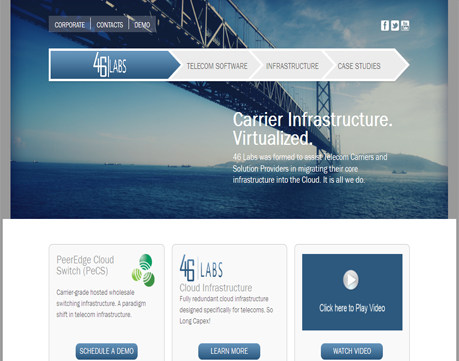 CORPORATE CONTACTS DEMO
46 LABS TELECOM SOFTWARE INFRASTRUCTURE CASE STUDIES
Carrier Infrastructure.
Virtualized.
46 Labs was formed to assist Telecom Carriers and
Solution Providers in migrating their core
infrastructure into the Cloud. It is all we do.
PeerEdge Cloud
Switch (PeCS)
Carrier-grade hosted wholesale
switching infrastructure. A paradigm
shift in telecom infrastructure.
SCHEDULE A DEMO
46 LABS
Cloud Infrastructure
Fully redundant cloud infrastructure
designed specifically for telecoms. So
Long Capex!
LEARN MORE
Click here to Play Video
WATCH VIDEO